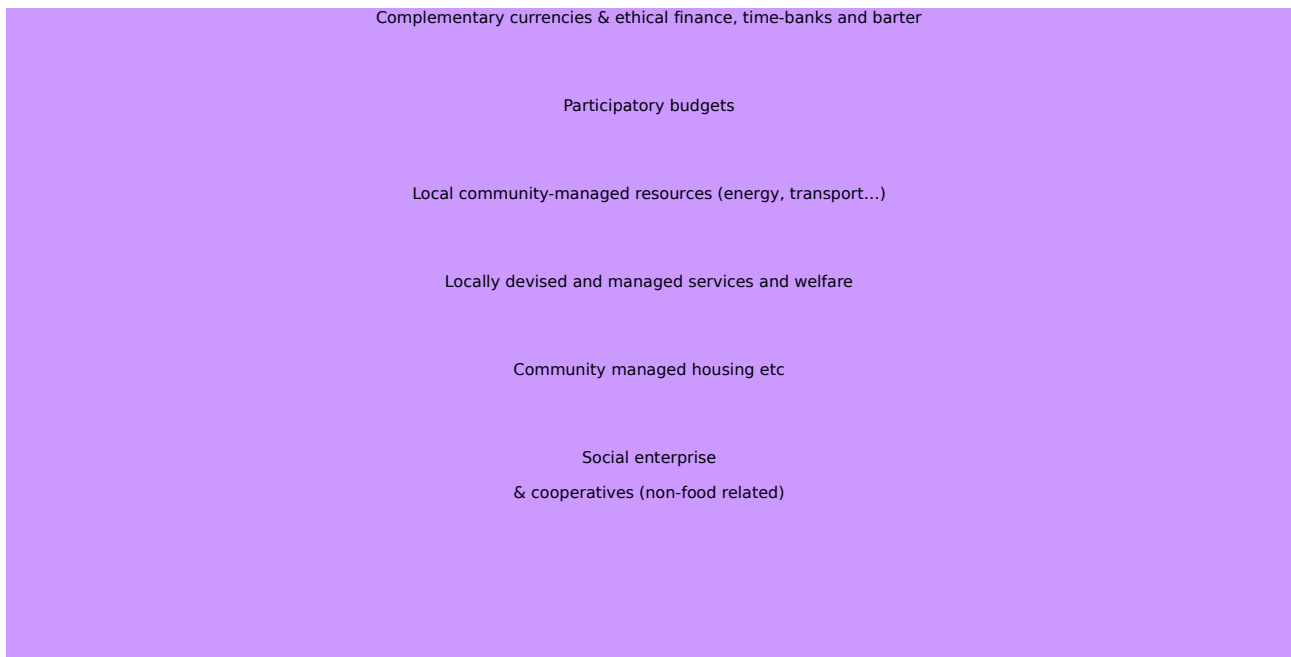 Complementary currencies & ethical finance, time-banks and barter
Participatory budgets
Local community-managed resources (energy, transport…)
Locally devised and managed services and welfare
Community managed housing etc
Social enterprise
& cooperatives (non-food related)